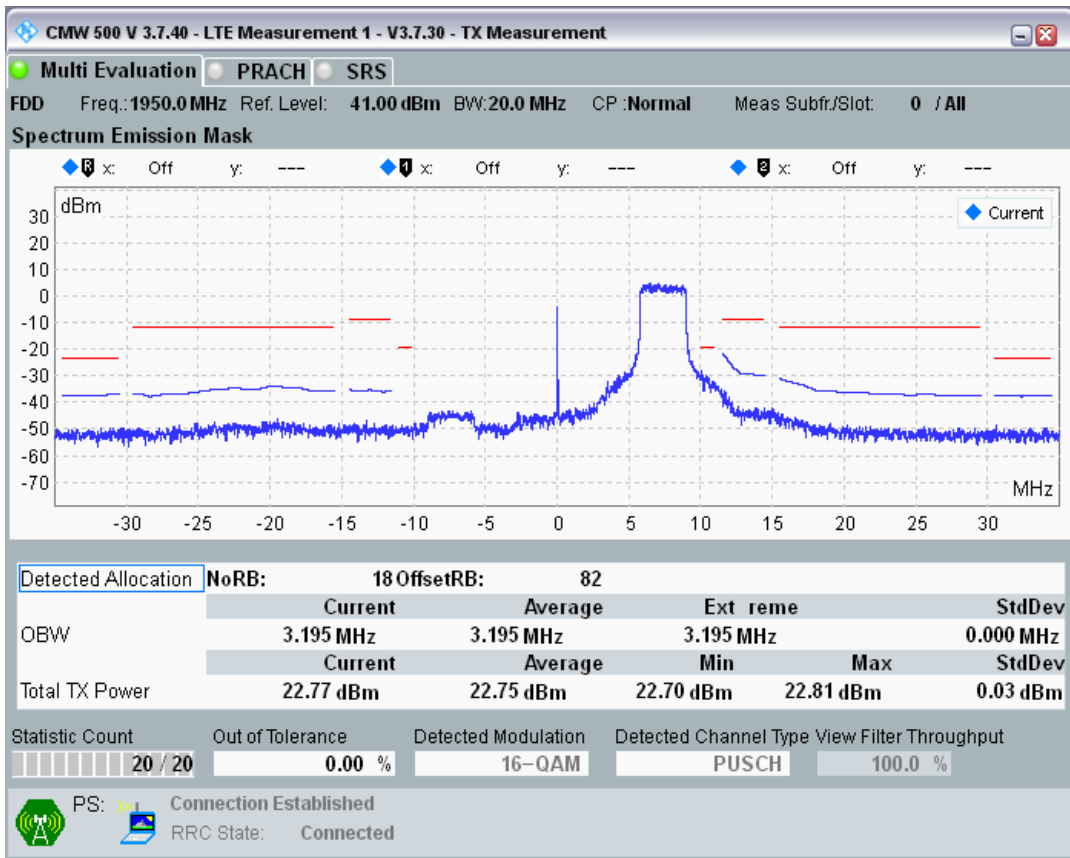 CMW 500 V 3.7.40 - LTE Measurement 1 - V3.7.30 - TX Measurement
Multi Evaluation PRACH SRS
FDD Freq.: 1950.0 MHz Ref. Level: 41.00 dBm BW: 20.0 MHz CP : Normal Meas Subfr./Slot: 0 / All
Spectrum Emission Mask
R x: Off y: --- 1 x: Off y: --- 2 x: Off y: ---
dBm
Current
30
20
10
0
-10
-20
-30
-40
-50
-60
-70
MHz
-30 -25 -20 -15 -10 -5 0 5 10 15 20 25 30
Detected Allocation NoRB: 18 OffsetRB: 82
Current Average Ext reme StdDev
OBW 3.195 MHz 3.195 MHz 3.195 MHz 0.000 MHz
Current Average Min Max StdDev
Total TX Power 22.77 dBm 22.75 dBm 22.70 dBm 22.81 dBm 0.03 dBm
Statistic Count Out of Tolerance Detected Modulation Detected Channel Type View Filter Throughput
20 / 20 0.00 % 16-QAM PUSCH 100.0 %
PS: Connection Established
RRC State: Connected